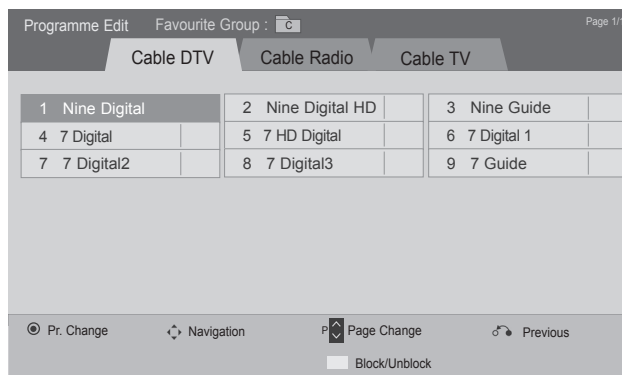 Programme Edit Favourite Group : C Page 1/1
Cable DTV Cable Radio Cable TV
1 Nine Digital 2 Nine Digital HD 3 Nine Guide
4 7 Digital 5 7 HD Digital 6 7 Digital 1
7 7 Digital2 8 7 Digital3 9 7 Guide
Pr. Change Navigation P Page Change Previous
Block/Unblock